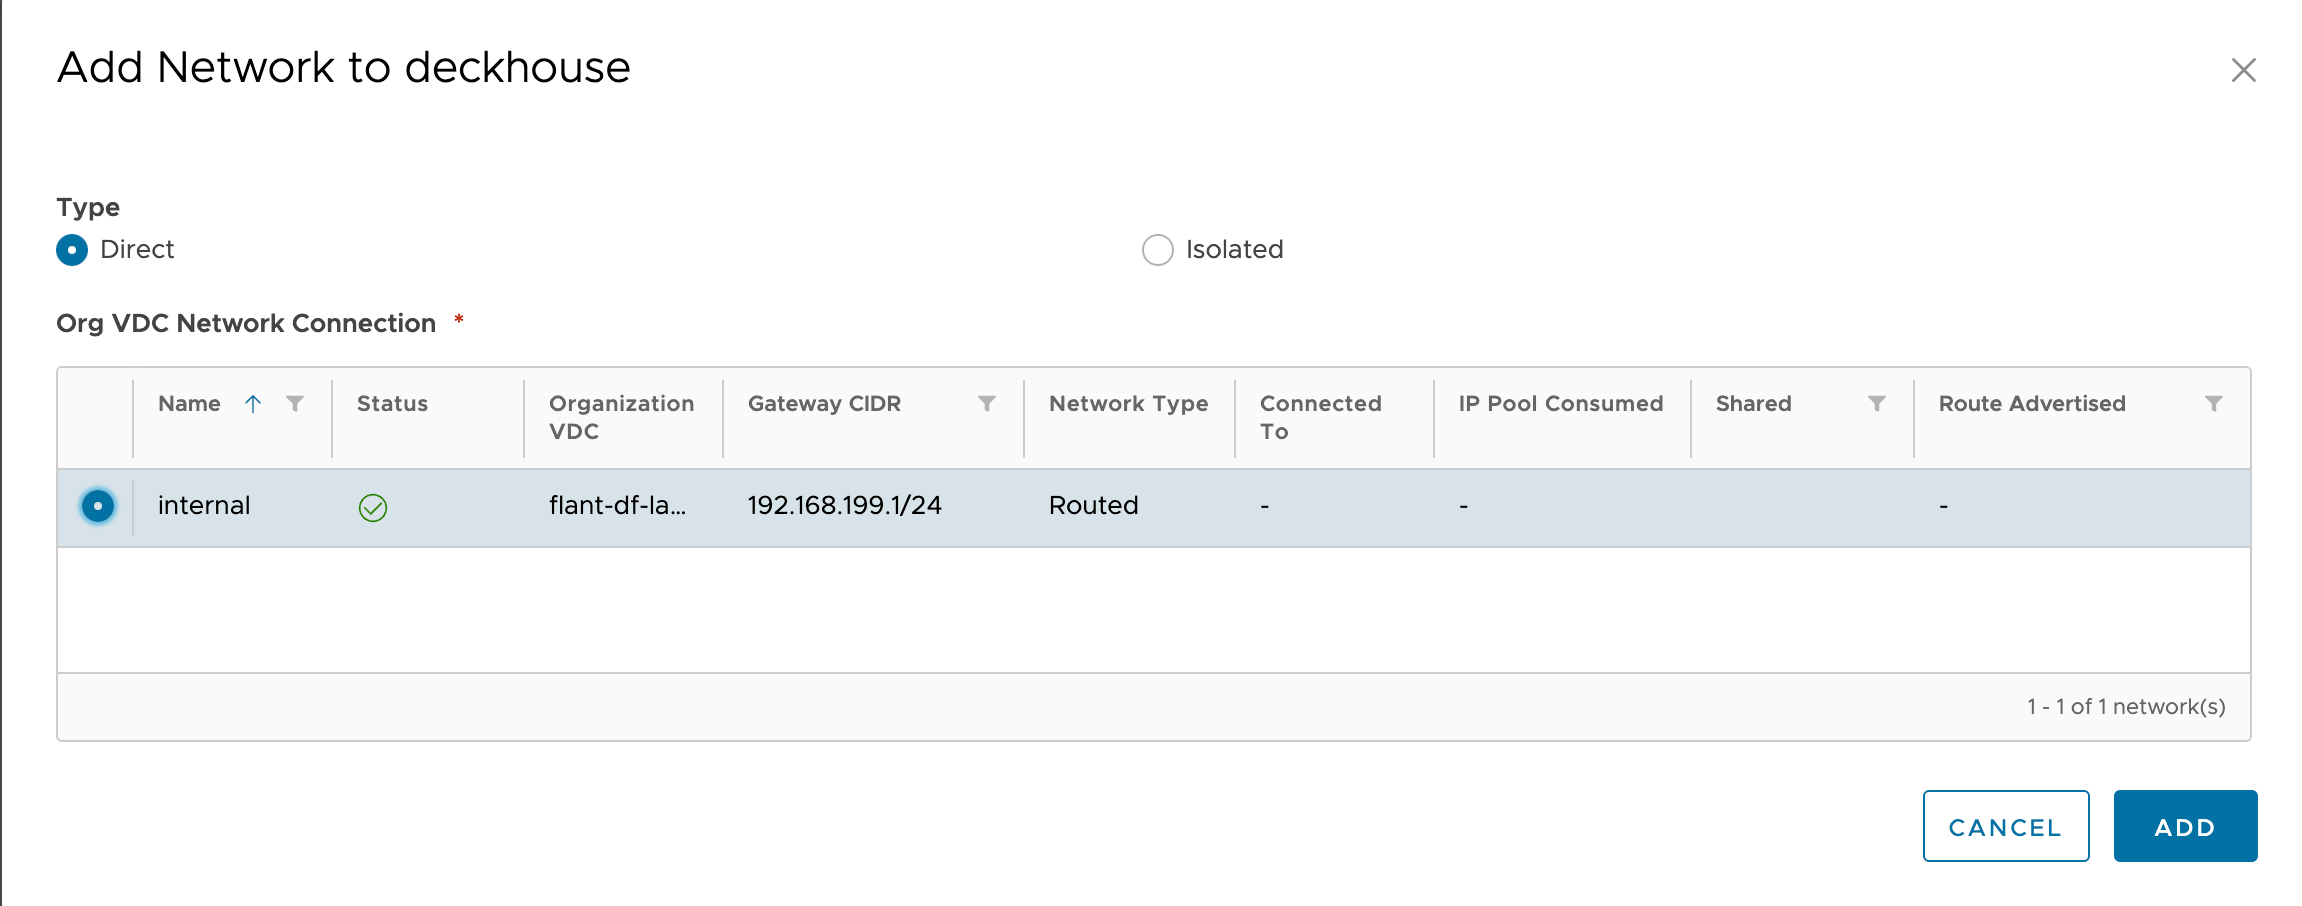 Add Network to deckhouse
Type
Direct
Isolated
Org VDC Network Connection *
Name
Status
Organization
VDC
Gateway CIDR
Network Type
Connected
To
IP Pool Consumed
Shared
Route Advertised
internal
flant-df-la...
192.168.199.1/24
Routed
-
-
-
1 - 1 of 1 network(s)
CANCEL
ADD